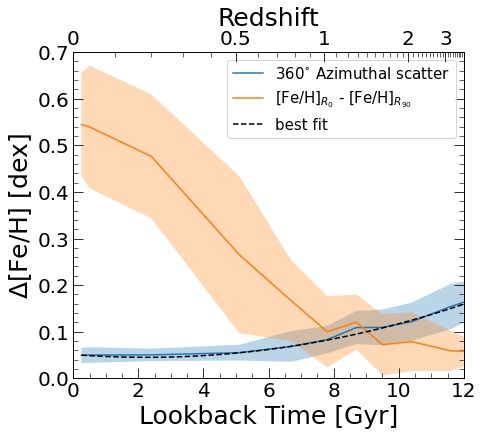 Redshift
0 0.5 1 2 3
0.7
0.6
0.5
0.4
0.3
0.2
0.1
0.0
Δ[Fe/H] [dex]
360° Azimuthal scatter
[Fe/H]R₀ - [Fe/H]R₉₀
best fit
0 2 4 6 8 10 12
Lookback Time [Gyr]